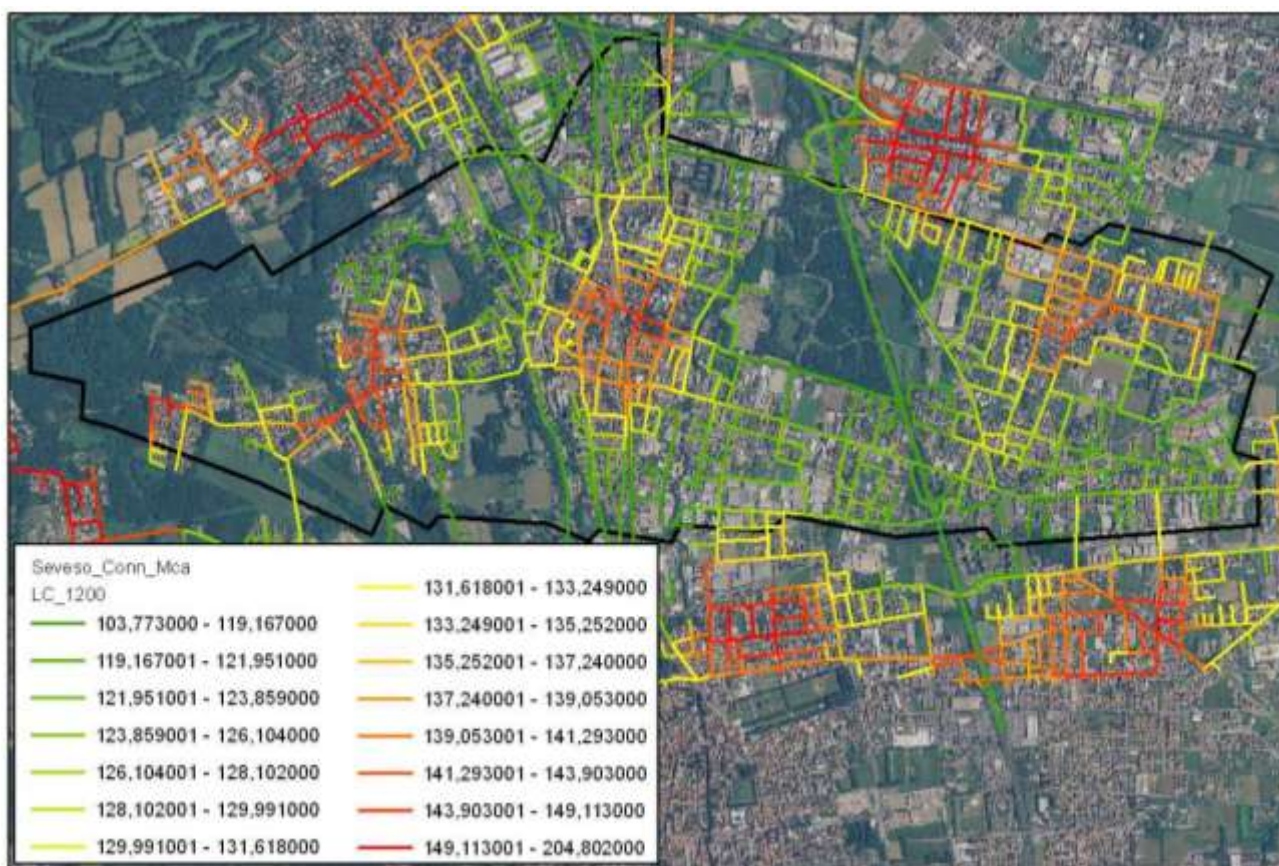 Seveso_Conn_Mca
LC_1200
103,773000 - 119,167000
119,167001 - 121,951000
121,951001 - 123,859000
123,859001 - 126,104000
126,104001 - 128,102000
128,102001 - 129,991000
129,991001 - 131,618000
131,618001 - 133,249000
133,249001 - 135,252000
135,252001 - 137,240000
137,240001 - 139,053000
139,053001 - 141,293000
141,293001 - 143,903000
143,903001 - 149,113000
149,113001 - 204,802000